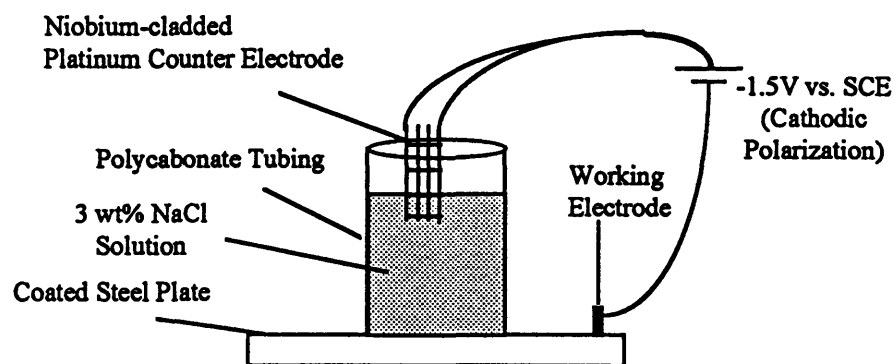 Niobium-cladded
Platinum Counter Electrode
-1.5V vs. SCE
(Cathodic
Polarization)
Polycabonate Tubing
Working
Electrode
3 wt% NaCl
Solution
Coated Steel Plate